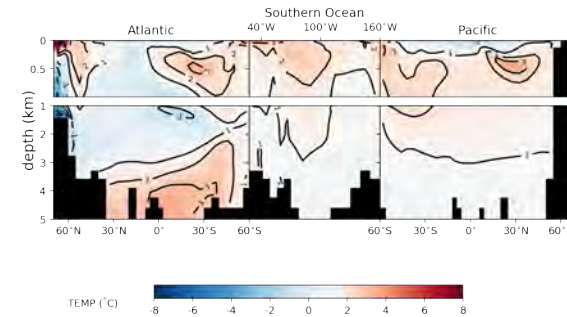 Southern Ocean
Atlantic 40°W 100°W 160°W Pacific
0
0.5
1
2
3
4
5
depth (km)
60°N 30°N 0° 30°S 60°S 60°S 30°S 0° 30°N 60°
TEMP (°C)
-8 -6 -4 -2 0 2 4 6 8